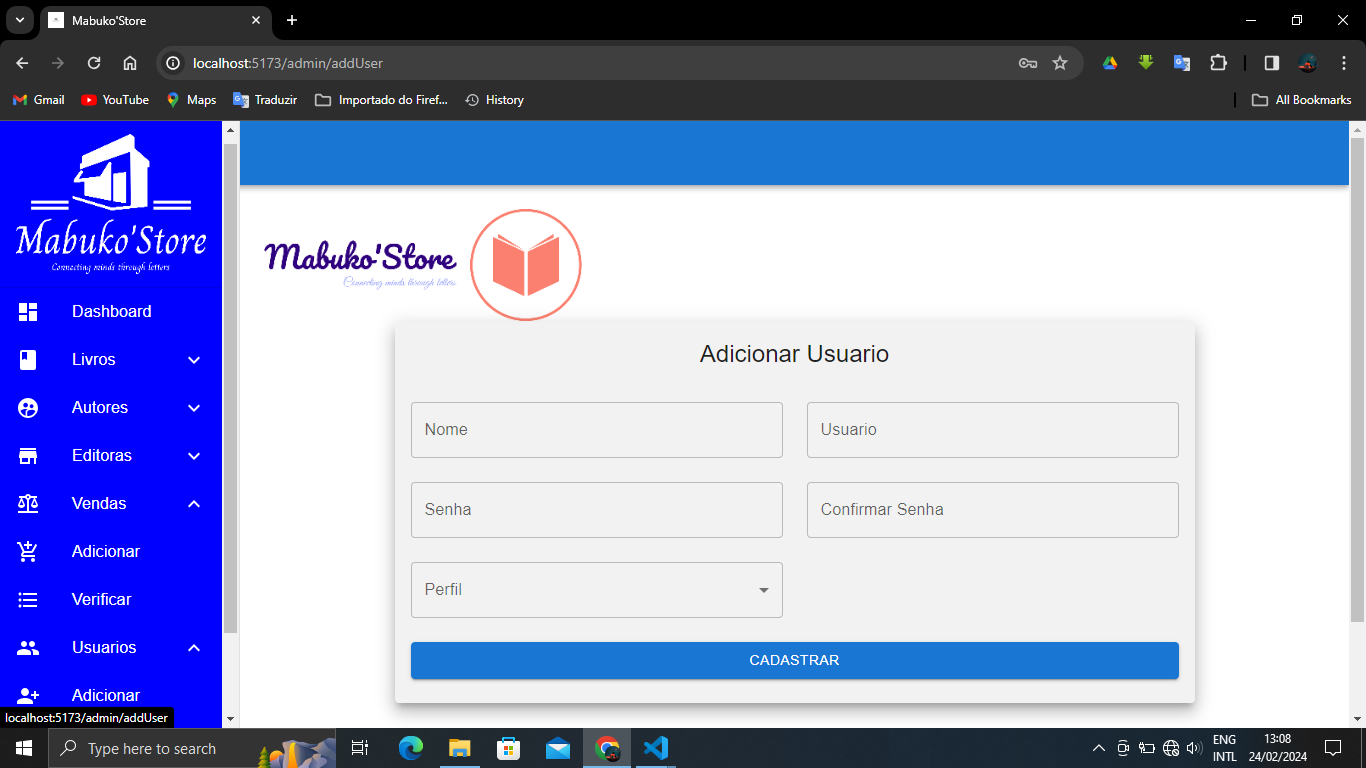 Mabuko'Store
localhost:5173/admin/addUser
Gmail
YouTube
Maps
Traduzir
Importado do Firef...
History
All Bookmarks
Mabuko'Store
Connecting minds through letters
Dashboard
Livros
Autores
Editoras
Vendas
Adicionar
Verificar
Usuarios
Adicionar
localhost:5173/admin/addUser
Mabuko'Store
Connecting minds through letters
Adicionar Usuario
Nome
Usuario
Senha
Confirmar Senha
Perfil
CADASTRAR
Type here to search
ENG
INTL
13:08
24/02/2024